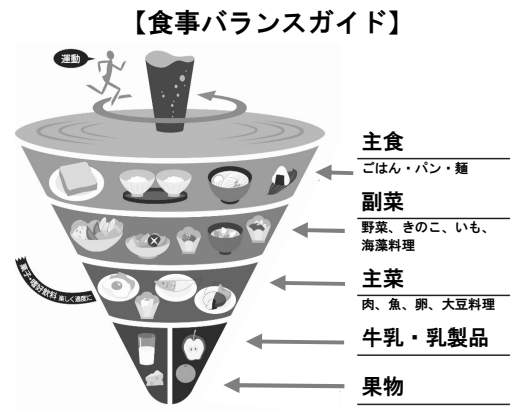 【食事バランスガイド】
運動
主食
ごはん・パン・麺
副菜
野菜、きのこ、いも、
海藻料理
主菜
肉、魚、卵、大豆料理
牛乳・乳製品
果物
菓子・嗜好飲料 楽しく適度に